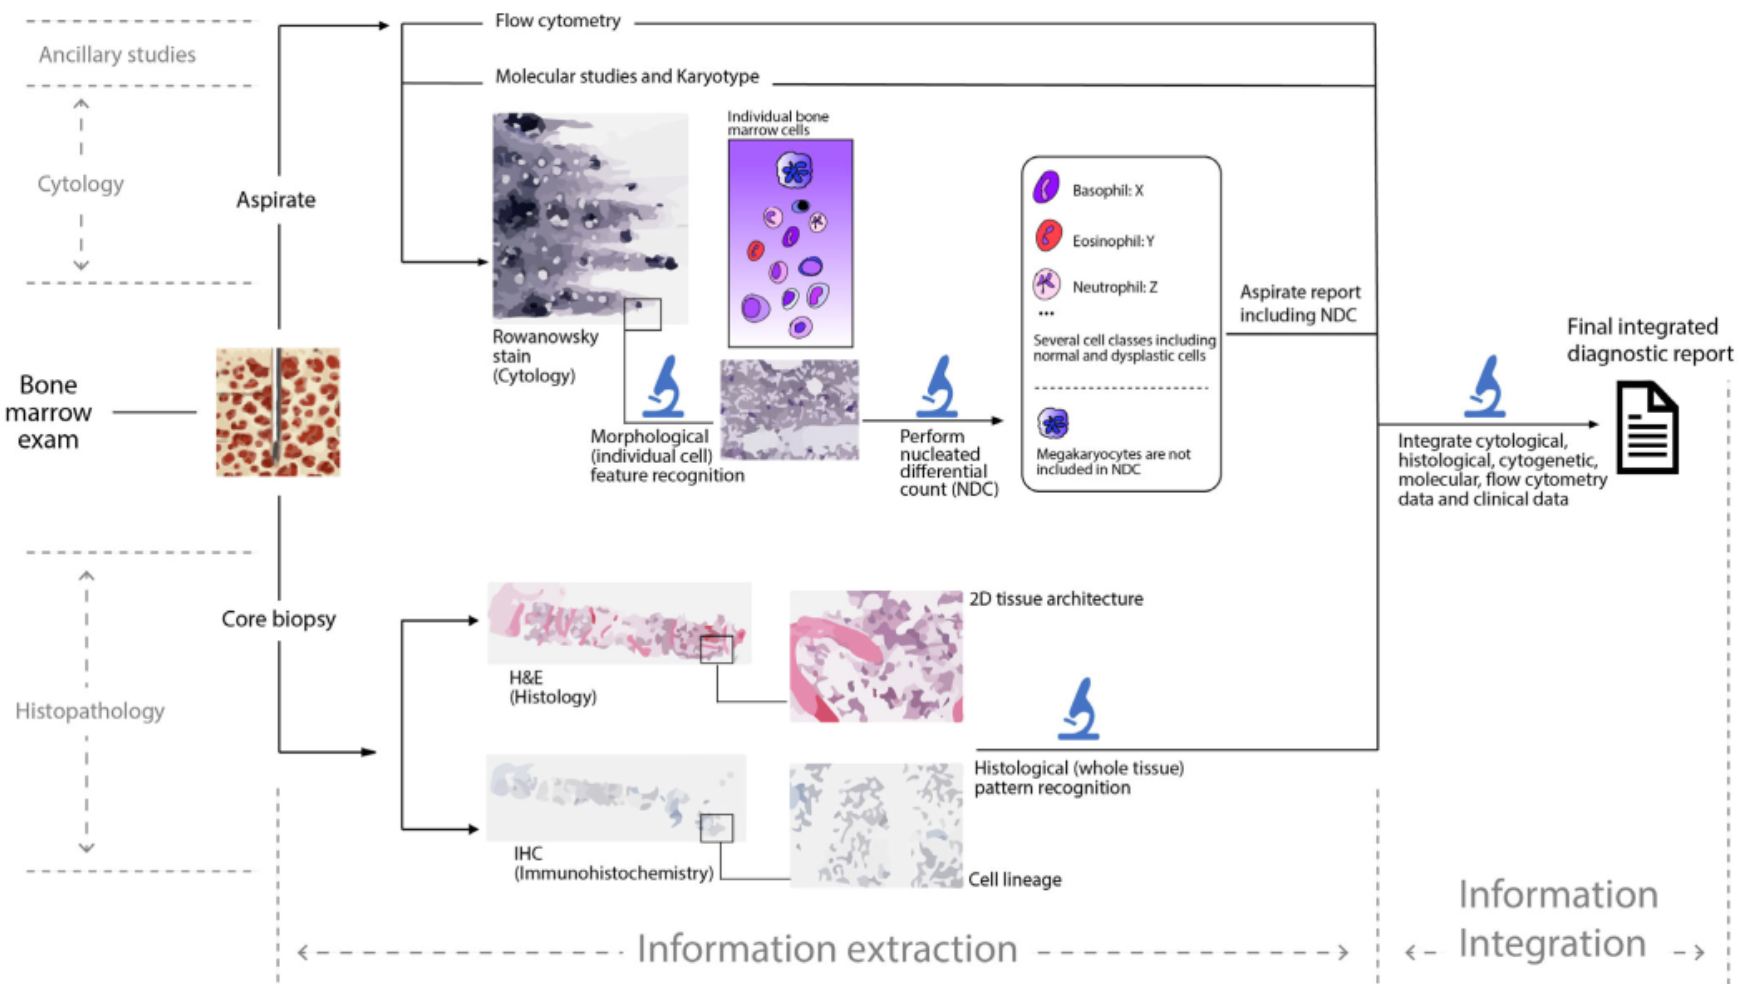 Flow cytometry
Ancillary studies
Molecular studies and Karyotype
Individual bone
marrow cells
Cytology
Aspirate
Basophil: X
Eosinophil: Y
Neutrophil: Z
...
Several cell classes including
normal and dysplastic cells
Megakaryocytes are not
included in NDC
Aspirate report
including NDC
Rowanowsky
stain
(Cytology)
Morphological
(individual cell)
feature recognition
Perform
nucleated
differential
count (NDC)
Final integrated
diagnostic report
Bone
marrow
exam
Integrate cytological,
histological, cytogenetic,
molecular, flow cytometry
data and clinical data
Core biopsy
2D tissue architecture
H&E
(Histology)
Histopathology
Histological (whole tissue)
pattern recognition
IHC
(Immunohistochemistry)
Cell lineage
Information extraction
Information
Integration